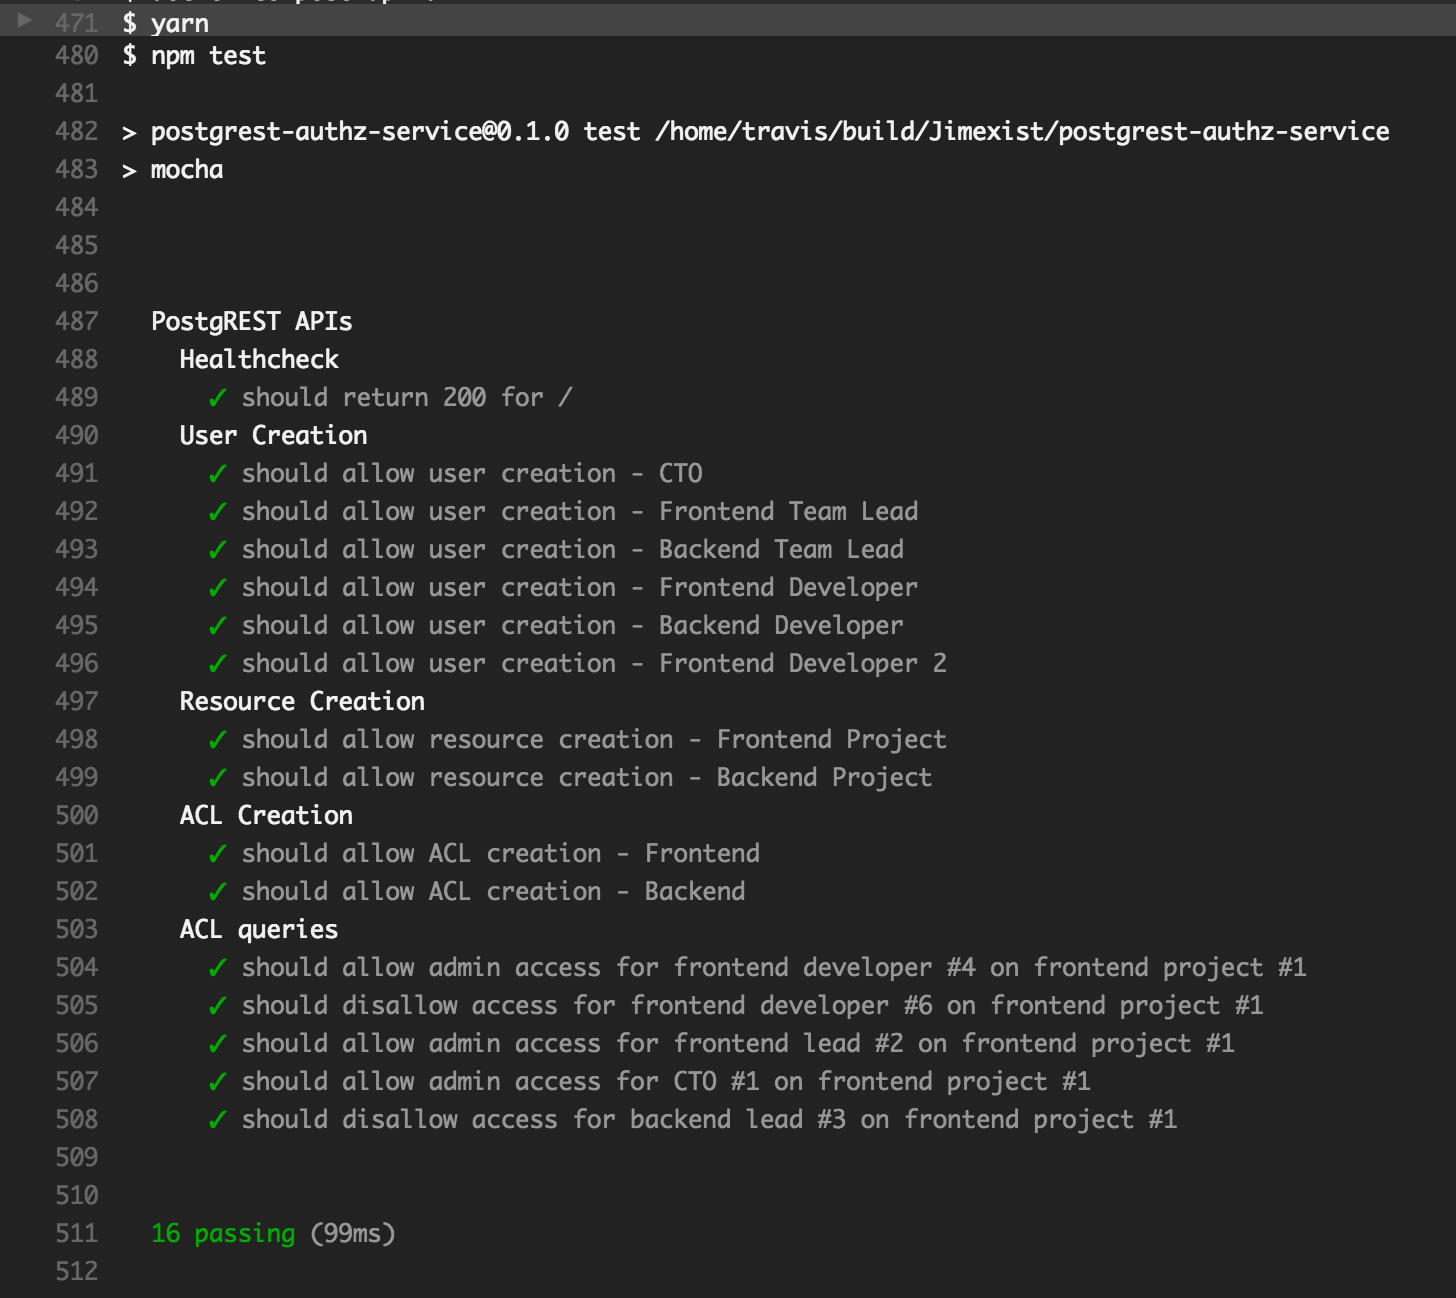 471 $ yarn
480 $ npm test
481
482 > postgrest-authz-service@0.1.0 test /home/travis/build/Jimexist/postgrest-authz-service
483 > mocha
484
485
486
487 PostgREST APIs
488 Healthcheck
489 ✓ should return 200 for /
490 User Creation
491 ✓ should allow user creation - CTO
492 ✓ should allow user creation - Frontend Team Lead
493 ✓ should allow user creation - Backend Team Lead
494 ✓ should allow user creation - Frontend Developer
495 ✓ should allow user creation - Backend Developer
496 ✓ should allow user creation - Frontend Developer 2
497 Resource Creation
498 ✓ should allow resource creation - Frontend Project
499 ✓ should allow resource creation - Backend Project
500 ACL Creation
501 ✓ should allow ACL creation - Frontend
502 ✓ should allow ACL creation - Backend
503 ACL queries
504 ✓ should allow admin access for frontend developer #4 on frontend project #1
505 ✓ should disallow access for frontend developer #6 on frontend project #1
506 ✓ should allow admin access for frontend lead #2 on frontend project #1
507 ✓ should allow admin access for CTO #1 on frontend project #1
508 ✓ should disallow access for backend lead #3 on frontend project #1
509
510
511 16 passing (99ms)
512